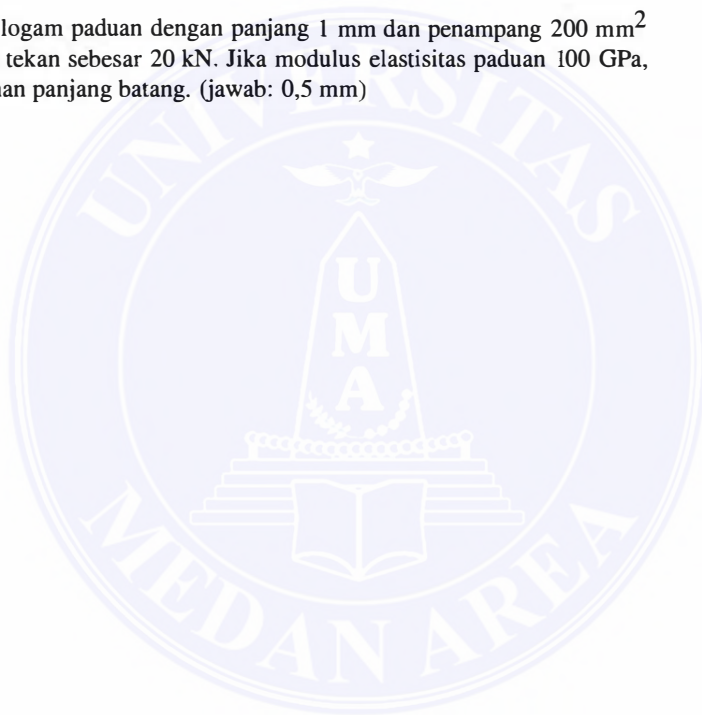 logam paduan dengan panjang 1 mm dan penampang 200 mm2
tekan sebesar 20 kN. Jika modulus elastisitas paduan 100 GPa,
an panjang batang. (jawab: 0,5 mm)
UNIVERSITAS
UMA
MEDAN AREA